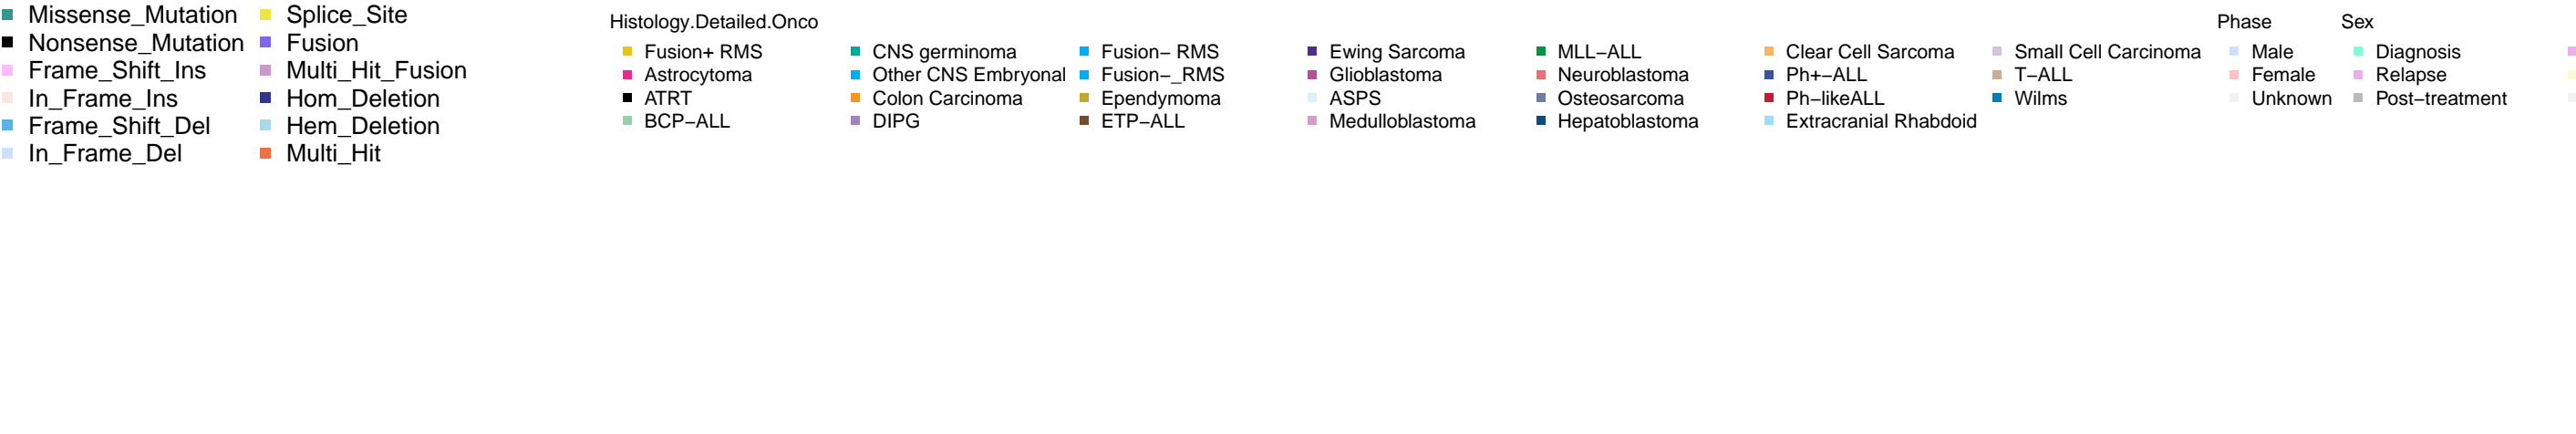 Missense_Mutation
Nonsense_Mutation
Frame_Shift_Ins
In_Frame_Ins
Frame_Shift_Del
In_Frame_Del
Splice_Site
Fusion
Multi_Hit_Fusion
Hom_Deletion
Hem_Deletion
Multi_Hit
Histology.Detailed.Onco
Fusion+ RMS
Astrocytoma
ATRT
BCP−ALL
CNS germinoma
Other CNS Embryonal
Colon Carcinoma
DIPG
Fusion− RMS
Fusion−_RMS
Ependymoma
ETP−ALL
Ewing Sarcoma
Glioblastoma
ASPS
Medulloblastoma
MLL−ALL
Neuroblastoma
Osteosarcoma
Hepatoblastoma
Clear Cell Sarcoma
Ph+−ALL
Ph−likeALL
Extracranial Rhabdoid
Small Cell Carcinoma
T−ALL
Wilms
Phase
Male
Female
Unknown
Sex
Diagnosis
Relapse
Post−treatment